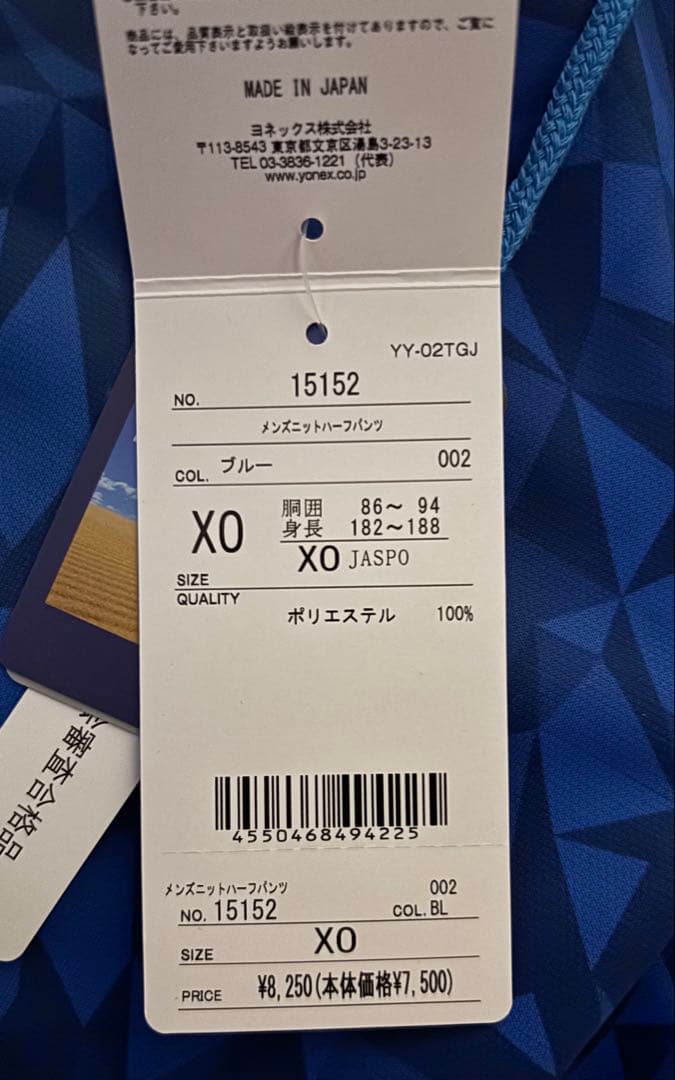 下さい。
商品には、品質表示と取扱い絵表示を付けてありますので、ご覧に
なってご使用下さいますようお願いします。
MADE IN JAPAN
ヨネックス株式会社
〒113-8543 東京都文京区湯島3-23-13
TEL 03-3836-1221（代表）
www.yonex.co.jp
YY-02TGJ
NO. 15152
メンズニットハーフパンツ
COL. ブルー 002
胴囲 86～ 94
XO 身長 182～188
XO JASPO
SIZE
QUALITY
ポリエステル 100%
4550468494225
メンズニットハーフパンツ 002
NO. 15152 COL. BL
SIZE XO
PRICE ¥8,250(本体価格¥7,500)
審査合格品